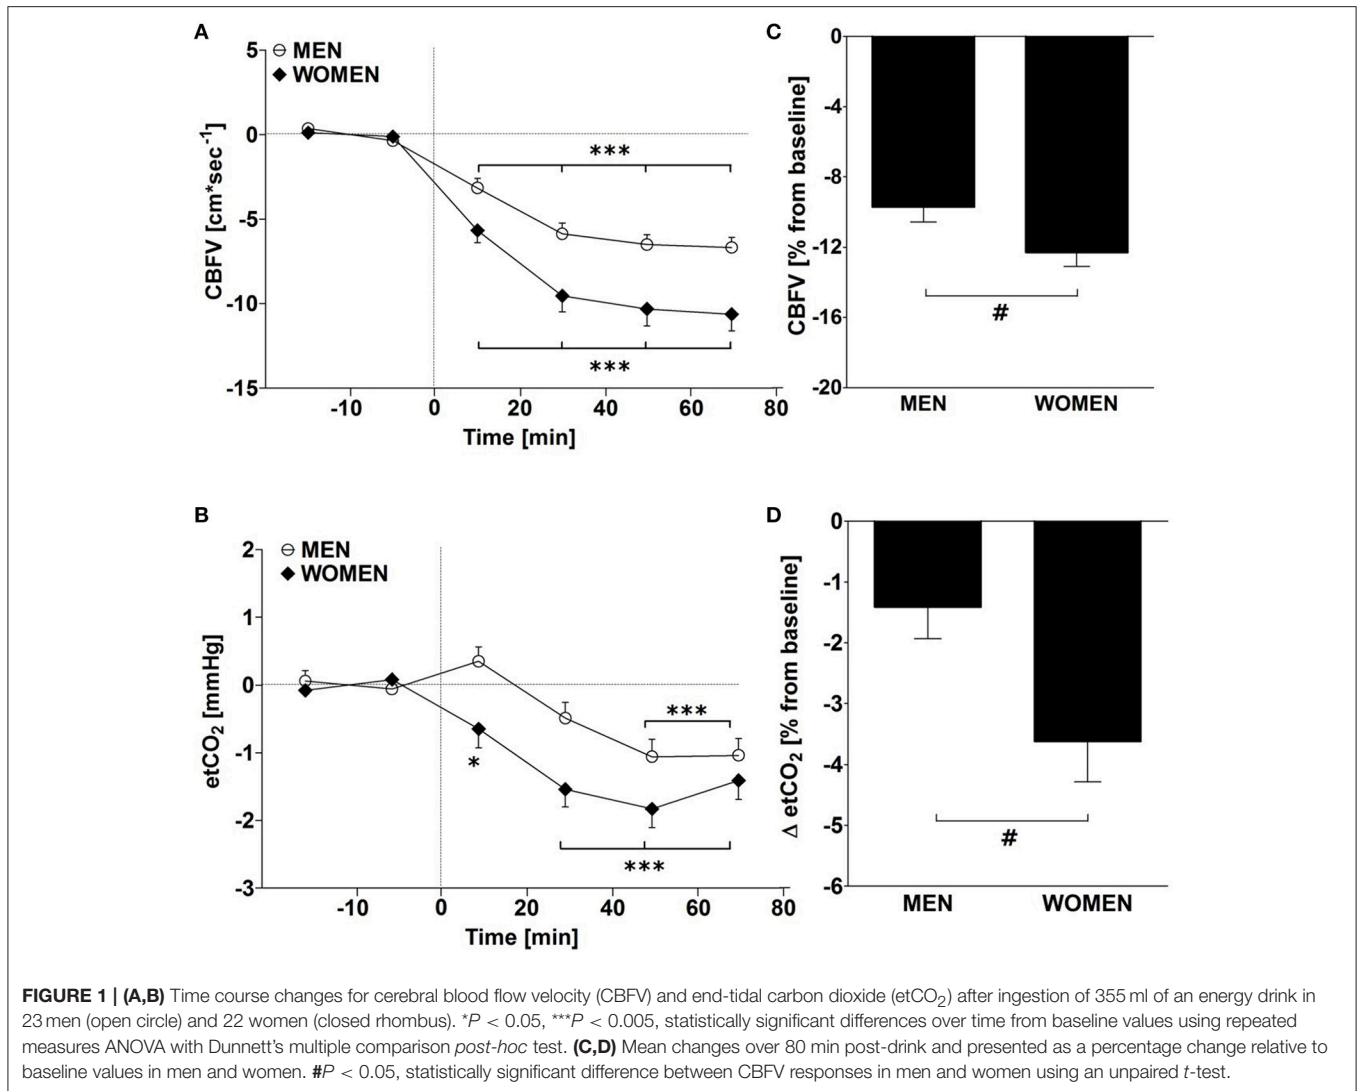 A
MEN
WOMEN
5
0
-5
-10
-15
CBFV [cm*sec-1]
***
***
-10 0 20 40 60 80
Time [min]
C
0
-4
-8
-12
-16
-20
CBFV [% from baseline]
#
MEN WOMEN
B
MEN
WOMEN
2
1
0
-1
-2
-3
etCO2 [mmHg]
***
*
***
-10 0 20 40 60 80
Time [min]
D
0
-1
-2
-3
-4
-5
-6
Δ etCO2 [% from baseline]
#
MEN WOMEN
FIGURE 1 | (A,B) Time course changes for cerebral blood flow velocity (CBFV) and end-tidal carbon dioxide (etCO2) after ingestion of 355 ml of an energy drink in
23 men (open circle) and 22 women (closed rhombus). *P < 0.05, ***P < 0.005, statistically significant differences over time from baseline values using repeated
measures ANOVA with Dunnett's multiple comparison post-hoc test. (C,D) Mean changes over 80 min post-drink and presented as a percentage change relative to
baseline values in men and women. #P < 0.05, statistically significant difference between CBFV responses in men and women using an unpaired t-test.